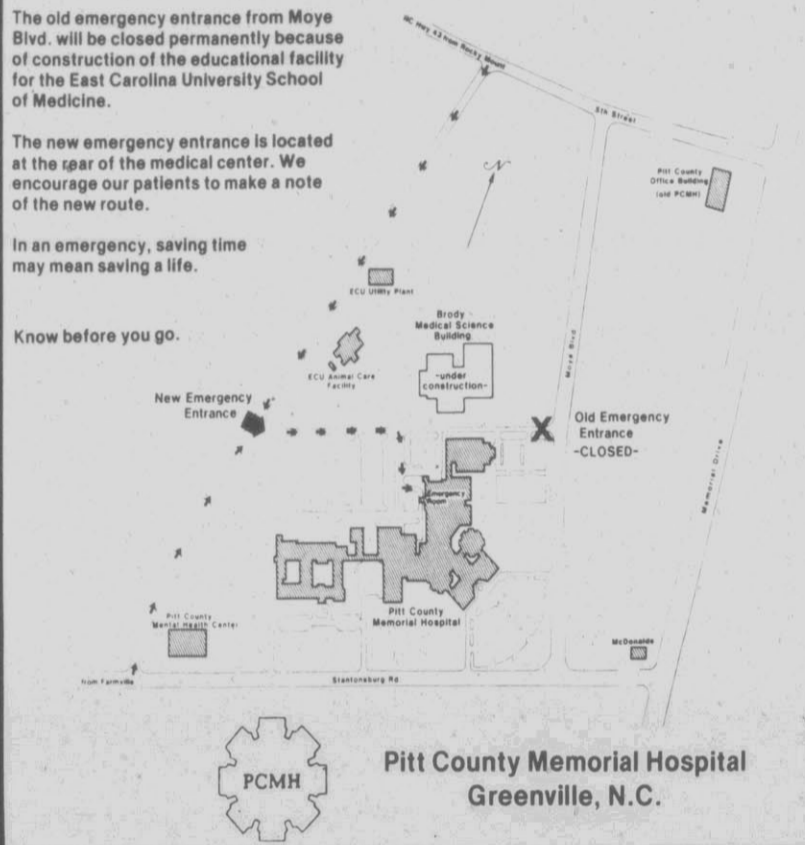 The old emergency entrance from Moye
Blvd. will be closed permanently because
of construction of the educational facility
for the East Carolina University School
of Medicine.
The new emergency entrance is located
at the rear of the medical center. We
encourage our patients to make a note
of the new route.
In an emergency, saving time
may mean saving a life.
Know before you go.
NC Hwy 43 from Rocky Mount
5th Street
N
Pitt County
Office Building
(old PCMH)
ECU Utility Plant
Brody
Medical Science
Building
-under
construction-
ECU Animal Care
Facility
Moye Blvd
New Emergency
Entrance
X
Old Emergency
Entrance
-CLOSED-
Memorial Drive
Emergency
Room
Pitt County
Memorial Hospital
Pitt County
Mental Health Center
McDonalds
from Farmville
Stantonsburg Rd.
PCMH
Pitt County Memorial Hospital
Greenville, N.C.